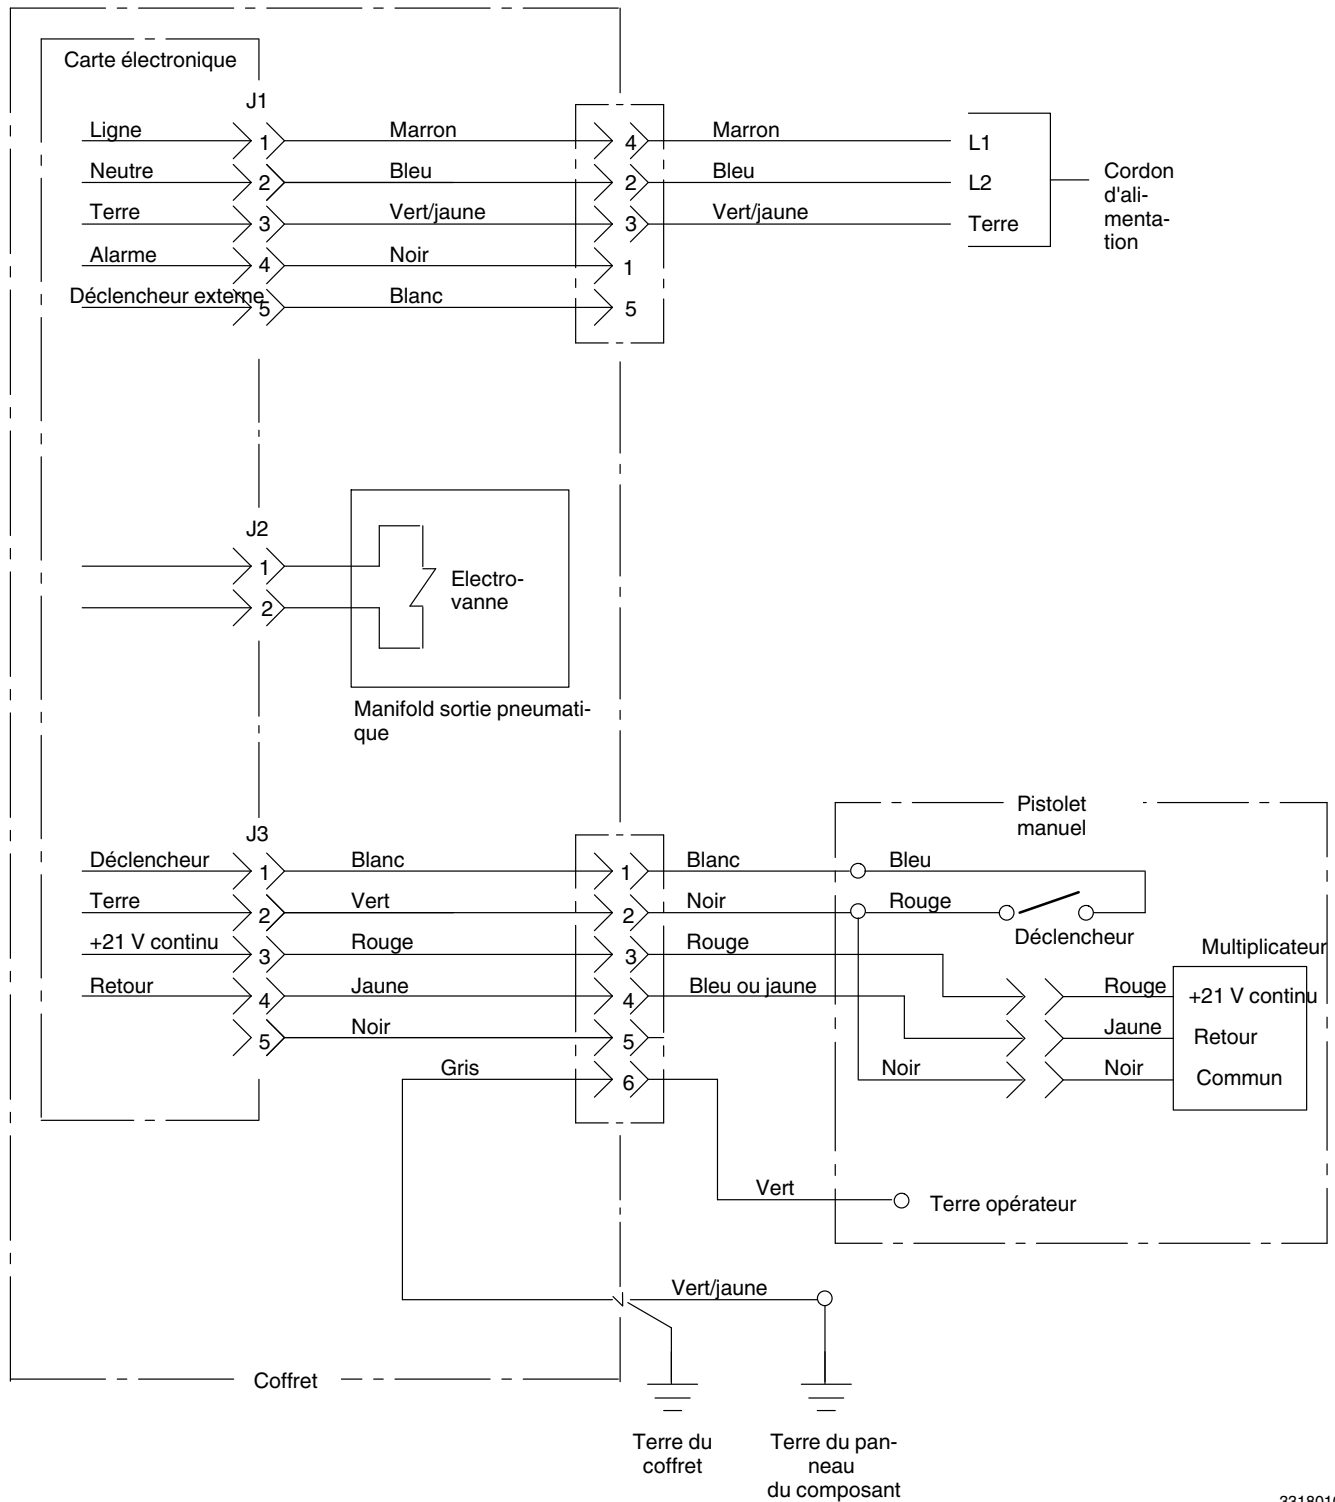 Carte électronique
J1
Ligne 1 Marron 4 Marron L1
Neutre 2 Bleu 2 Bleu L2
Terre 3 Vert/jaune 3 Vert/jaune Terre
Alarme 4 Noir 1
Déclencheur externe 5 Blanc 5
Cordon
d'ali-
menta-
tion
J2
1
2
Electro-
vanne
Manifold sortie pneumati-
que
Pistolet
manuel
J3
Déclencheur 1 Blanc 1 Blanc Bleu
Terre 2 Vert 2 Noir Rouge
Déclencheur
+21 V continu 3 Rouge 3 Rouge
Multiplicateur
Retour 4 Jaune 4 Bleu ou jaune Rouge +21 V continu
5 Noir 5 Jaune Retour
Gris 6 Noir Noir Commun
Vert Terre opérateur
Vert/jaune
Coffret
Terre du
coffret
Terre du pan-
neau
du composant